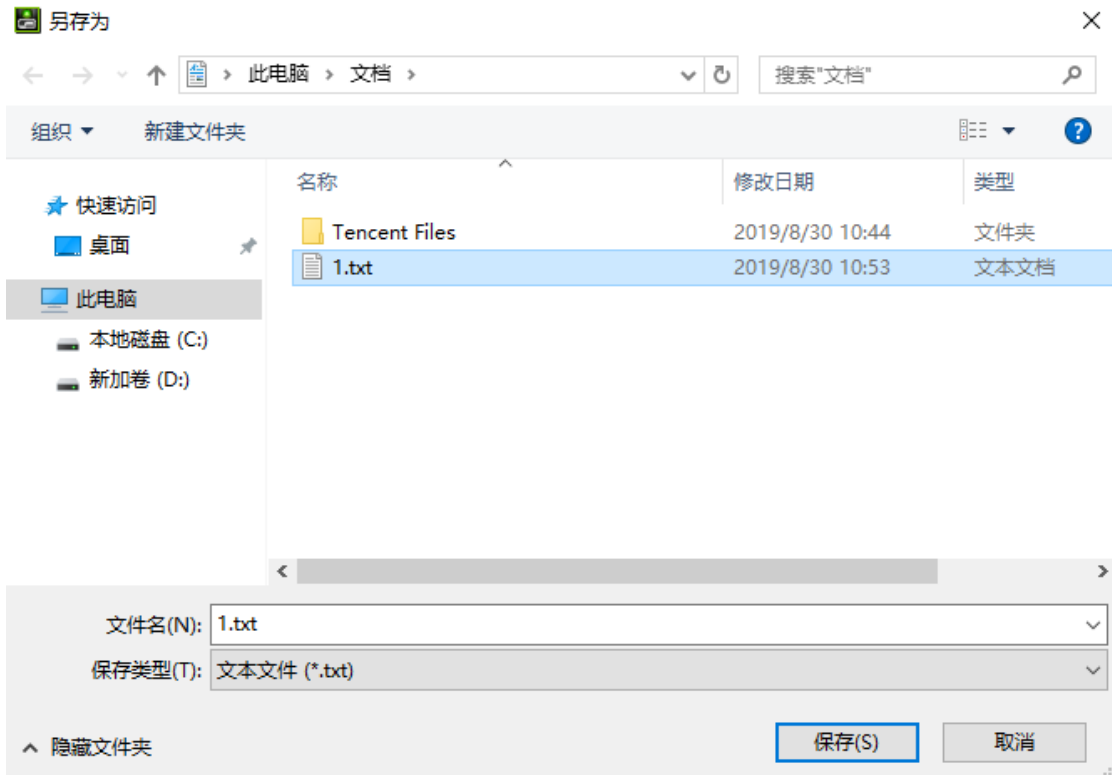 另存为
此电脑 › 文档 ›
搜索"文档"
组织 新建文件夹
名称 修改日期 类型
快速访问
桌面
此电脑
本地磁盘 (C:)
新加卷 (D:)
Tencent Files 2019/8/30 10:44 文件夹
1.txt 2019/8/30 10:53 文本文档
文件名(N): 1.txt
保存类型(T): 文本文件 (*.txt)
隐藏文件夹 保存(S) 取消